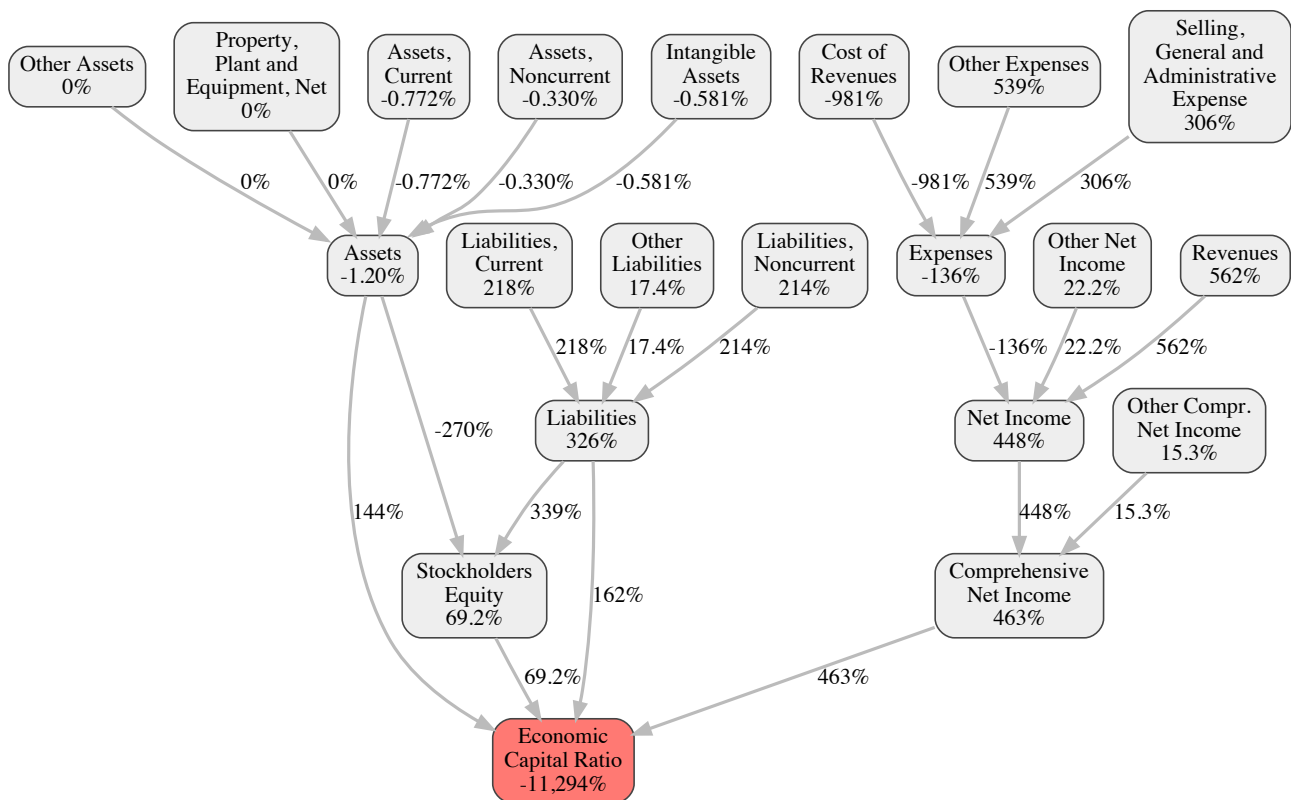 Other Assets
0%
Property,
Plant and
Equipment, Net
0%
Assets,
Current
-0.772%
Assets,
Noncurrent
-0.330%
Intangible
Assets
-0.581%
Cost of
Revenues
-981%
Other Expenses
539%
Selling,
General and
Administrative
Expense
306%
0%
0%
-0.772%
-0.330%
-0.581%
-981%
539%
306%
Assets
-1.20%
Liabilities,
Current
218%
Other
Liabilities
17.4%
Liabilities,
Noncurrent
214%
Expenses
-136%
Other Net
Income
22.2%
Revenues
562%
218%
17.4%
214%
-136%
22.2%
562%
Liabilities
326%
Net Income
448%
Other Compr.
Net Income
15.3%
-270%
144%
339%
162%
448%
15.3%
Stockholders
Equity
69.2%
Comprehensive
Net Income
463%
69.2%
463%
Economic
Capital Ratio
-11,294%